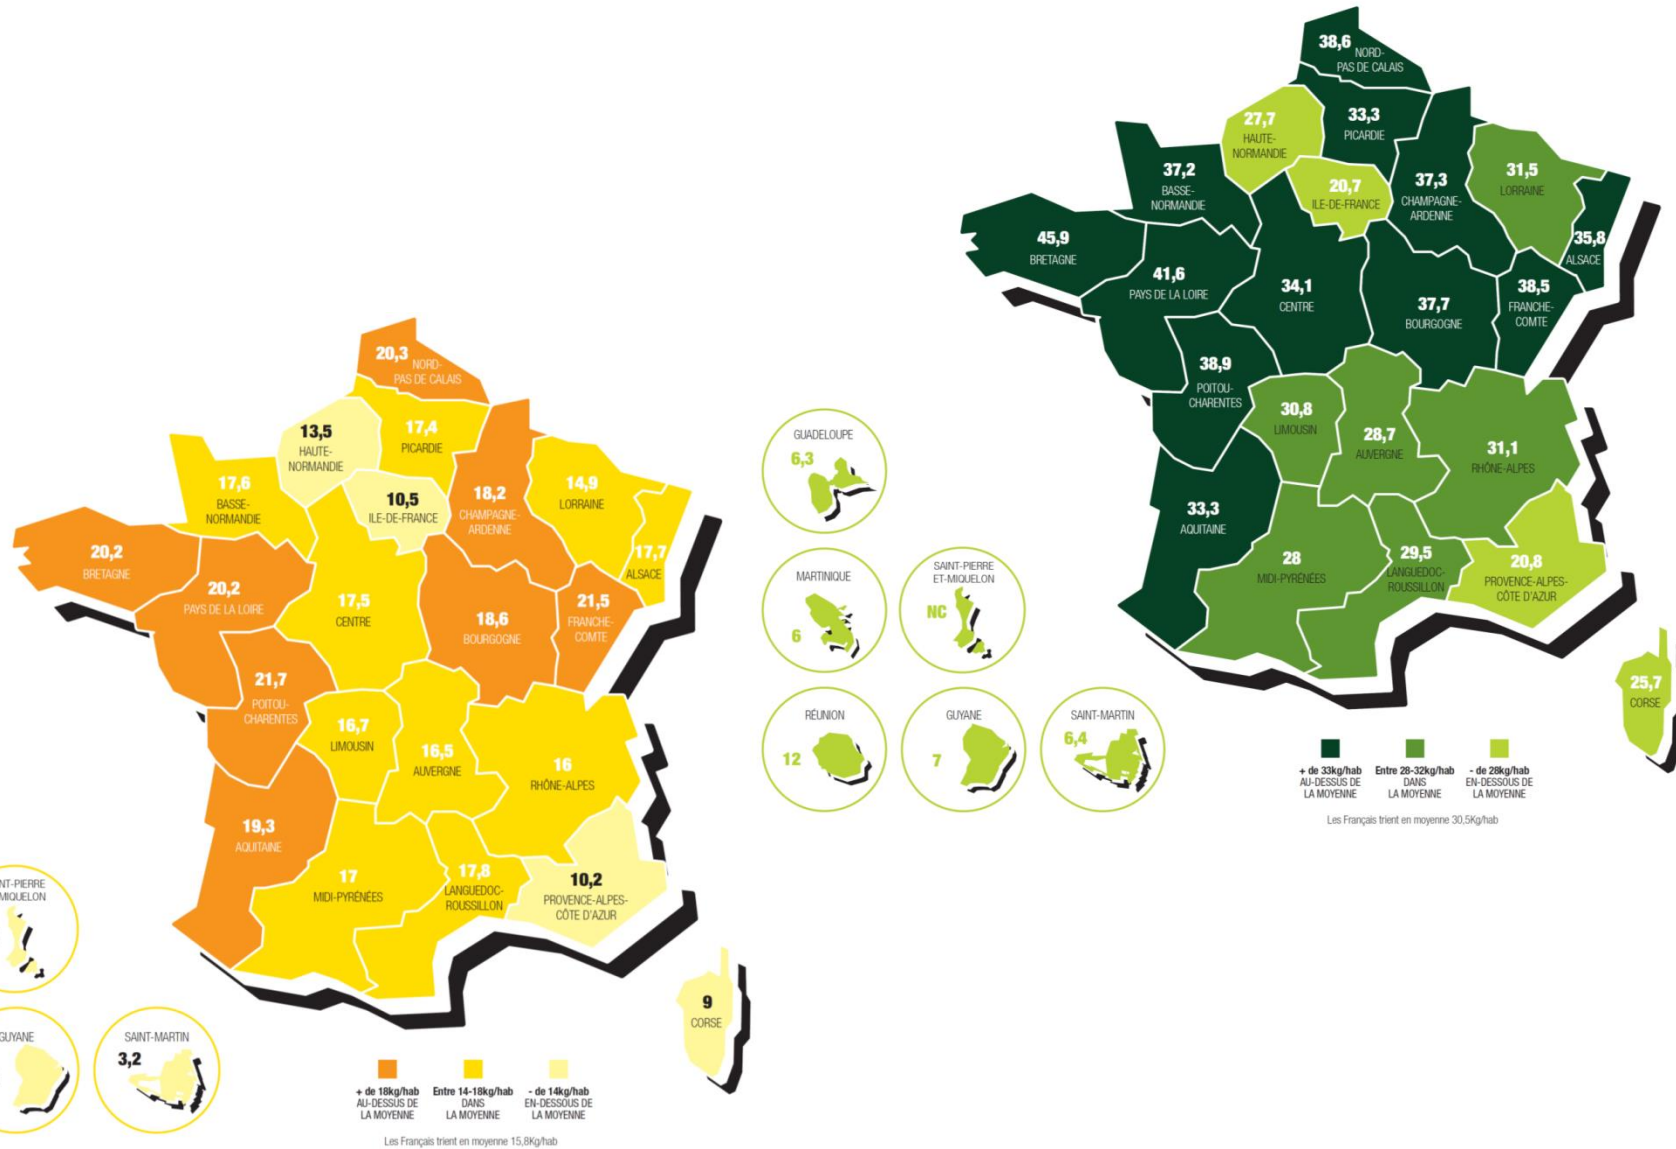 20,3
NORD-
PAS DE CALAIS
13,5
HAUTE-
NORMANDIE
17,4
PICARDIE
17,6
BASSE-
NORMANDIE
10,5
ILE-DE-FRANCE
18,2
CHAMPAGNE-
ARDENNE
14,9
LORRAINE
17,7
ALSACE
20,2
BRETAGNE
20,2
PAYS DE LA LOIRE
17,5
CENTRE
18,6
BOURGOGNE
21,5
FRANCHE-
COMTE
21,7
POITOU-
CHARENTES
16,7
LIMOUSIN
16,5
AUVERGNE
16
RHÔNE-ALPES
19,3
AQUITAINE
17
MIDI-PYRÉNÉES
17,8
LANGUEDOC-
ROUSSILLON
10,2
PROVENCE-ALPES-
CÔTE D'AZUR
9
CORSE
NT-PIERRE
MIQUELON
GUYANE
SAINT-MARTIN
3,2
+ de 18kg/hab
AU-DESSUS DE
LA MOYENNE
Entre 14-18kg/hab
DANS
LA MOYENNE
- de 14kg/hab
EN-DESSOUS DE
LA MOYENNE
Les Français trient en moyenne 15,8Kg/hab
GUADELOUPE
6,3
MARTINIQUE
6
SAINT-PIERRE
ET-MIQUELON
NC
RÉUNION
12
GUYANE
7
SAINT-MARTIN
6,4
38,6
NORD-
PAS DE CALAIS
27,7
HAUTE-
NORMANDIE
33,3
PICARDIE
37,2
BASSE-
NORMANDIE
20,7
ILE-DE-FRANCE
37,3
CHAMPAGNE-
ARDENNE
31,5
LORRAINE
35,8
ALSACE
45,9
BRETAGNE
41,6
PAYS DE LA LOIRE
34,1
CENTRE
37,7
BOURGOGNE
38,5
FRANCHE-
COMTE
38,9
POITOU-
CHARENTES
30,8
LIMOUSIN
28,7
AUVERGNE
31,1
RHÔNE-ALPES
33,3
AQUITAINE
28
MIDI-PYRÉNÉES
29,5
LANGUEDOC-
ROUSSILLON
20,8
PROVENCE-ALPES-
CÔTE D'AZUR
25,7
CORSE
+ de 33kg/hab
AU-DESSUS DE
LA MOYENNE
Entre 28-32kg/hab
DANS
LA MOYENNE
- de 28kg/hab
EN-DESSOUS DE
LA MOYENNE
Les Français trient en moyenne 30,5Kg/hab